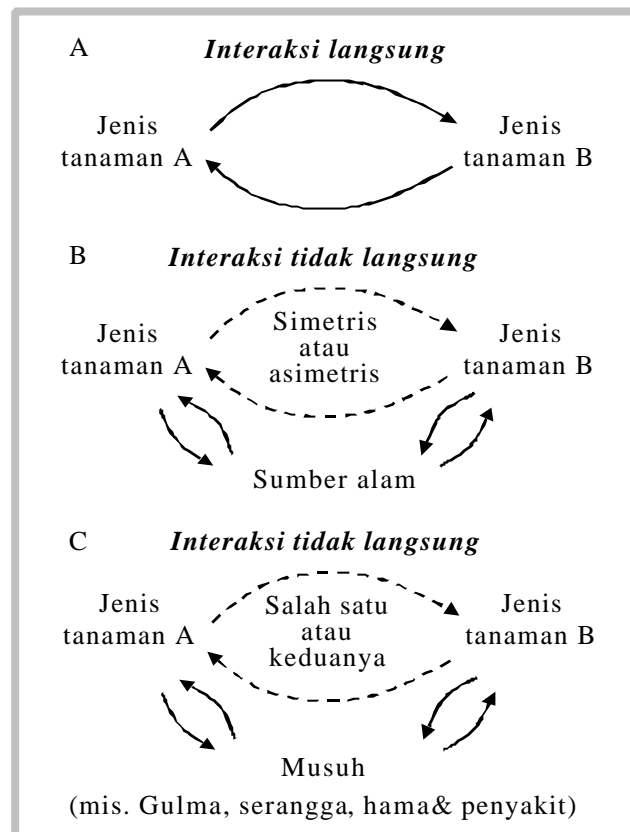 A Interaksi langsung
Jenis
tanaman A
Jenis
tanaman B
B Interaksi tidak langsung
Jenis
tanaman A
Simetris
atau
asimetris
Jenis
tanaman B
Sumber alam
C Interaksi tidak langsung
Jenis
tanaman A
Salah satu
atau
keduanya
Jenis
tanaman B
Musuh
(mis. Gulma, serangga, hama& penyakit)